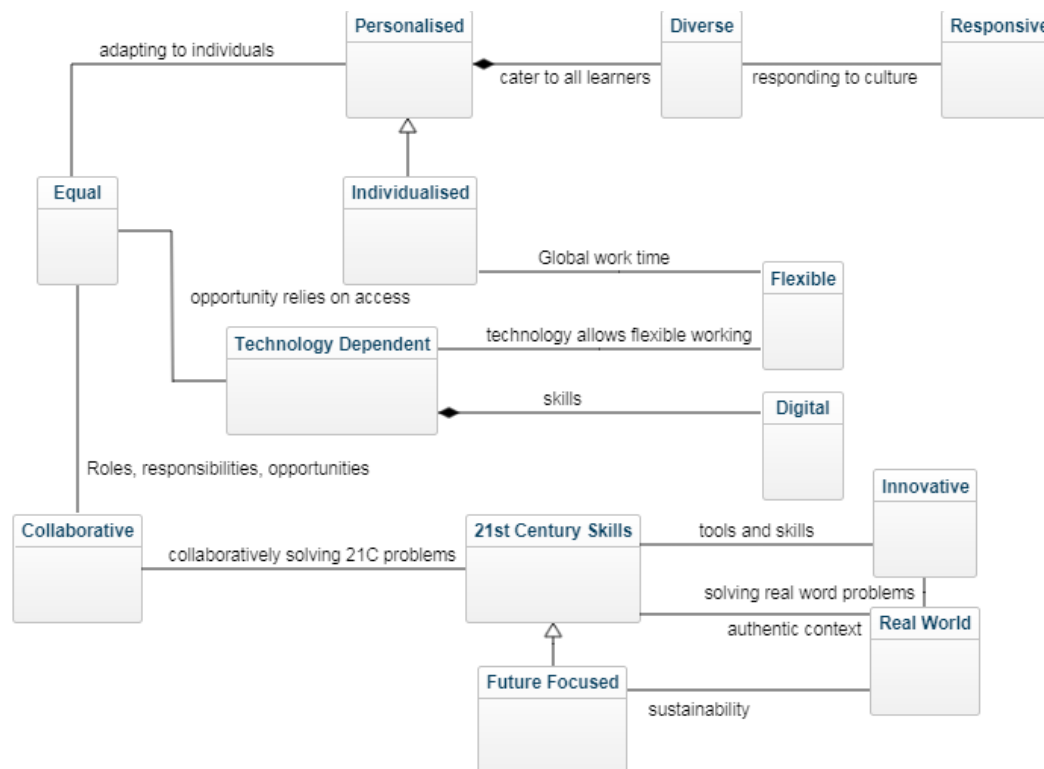 Personalised
Diverse
Responsive
adapting to individuals
cater to all learners
responding to culture
Equal
Individualised
Global work time
Flexible
opportunity relies on access
Technology Dependent
technology allows flexible working
skills
Digital
Roles, responsibilities, opportunities
Innovative
Collaborative
21st Century Skills
tools and skills
collaboratively solving 21C problems
solving real word problems
authentic context
Real World
Future Focused
sustainability